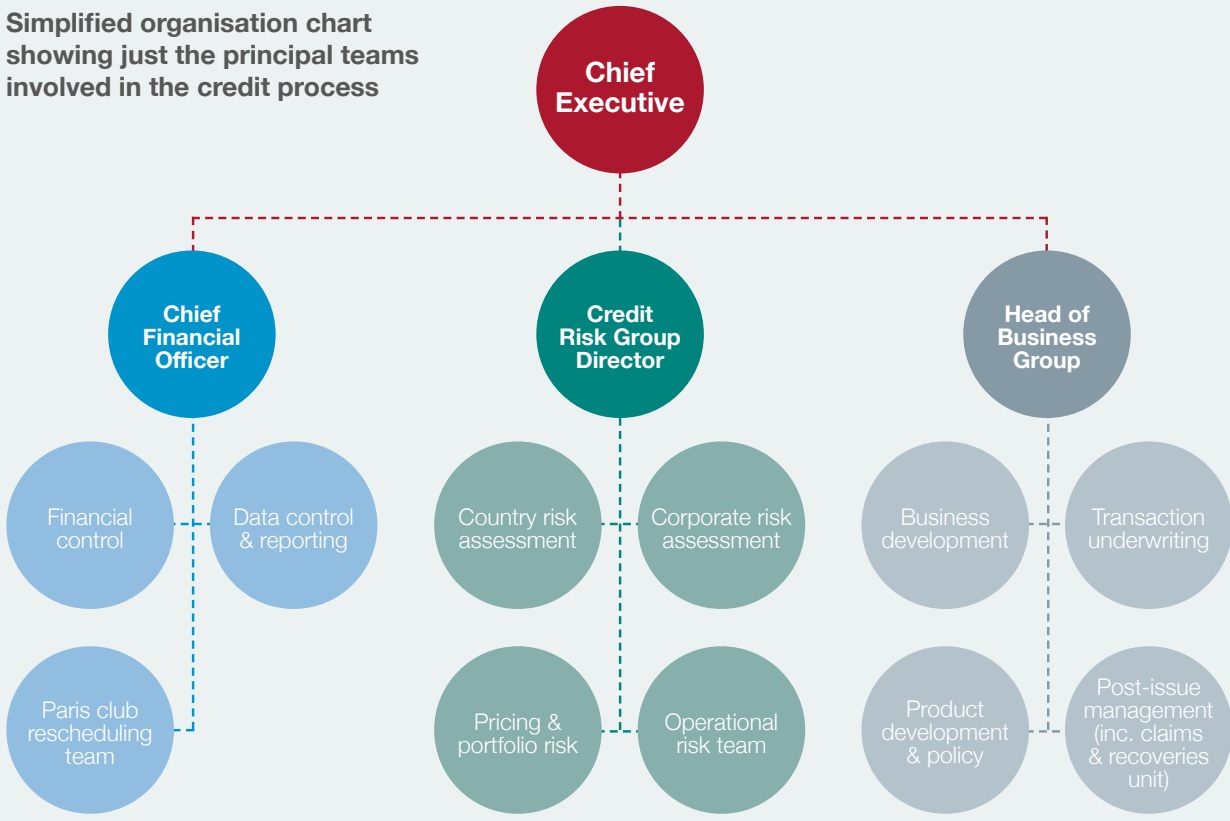 Simplified organisation chart
showing just the principal teams
involved in the credit process
Chief
Executive
Chief
Financial
Officer
Credit
Risk Group
Director
Head of
Business
Group
Financial
control
Data control
& reporting
Country risk
assessment
Corporate risk
assessment
Business
development
Transaction
underwriting
Paris club
rescheduling
team
Pricing &
portfolio risk
Operational
risk team
Product
development
& policy
Post-issue
management
(inc. claims
& recoveries
unit)